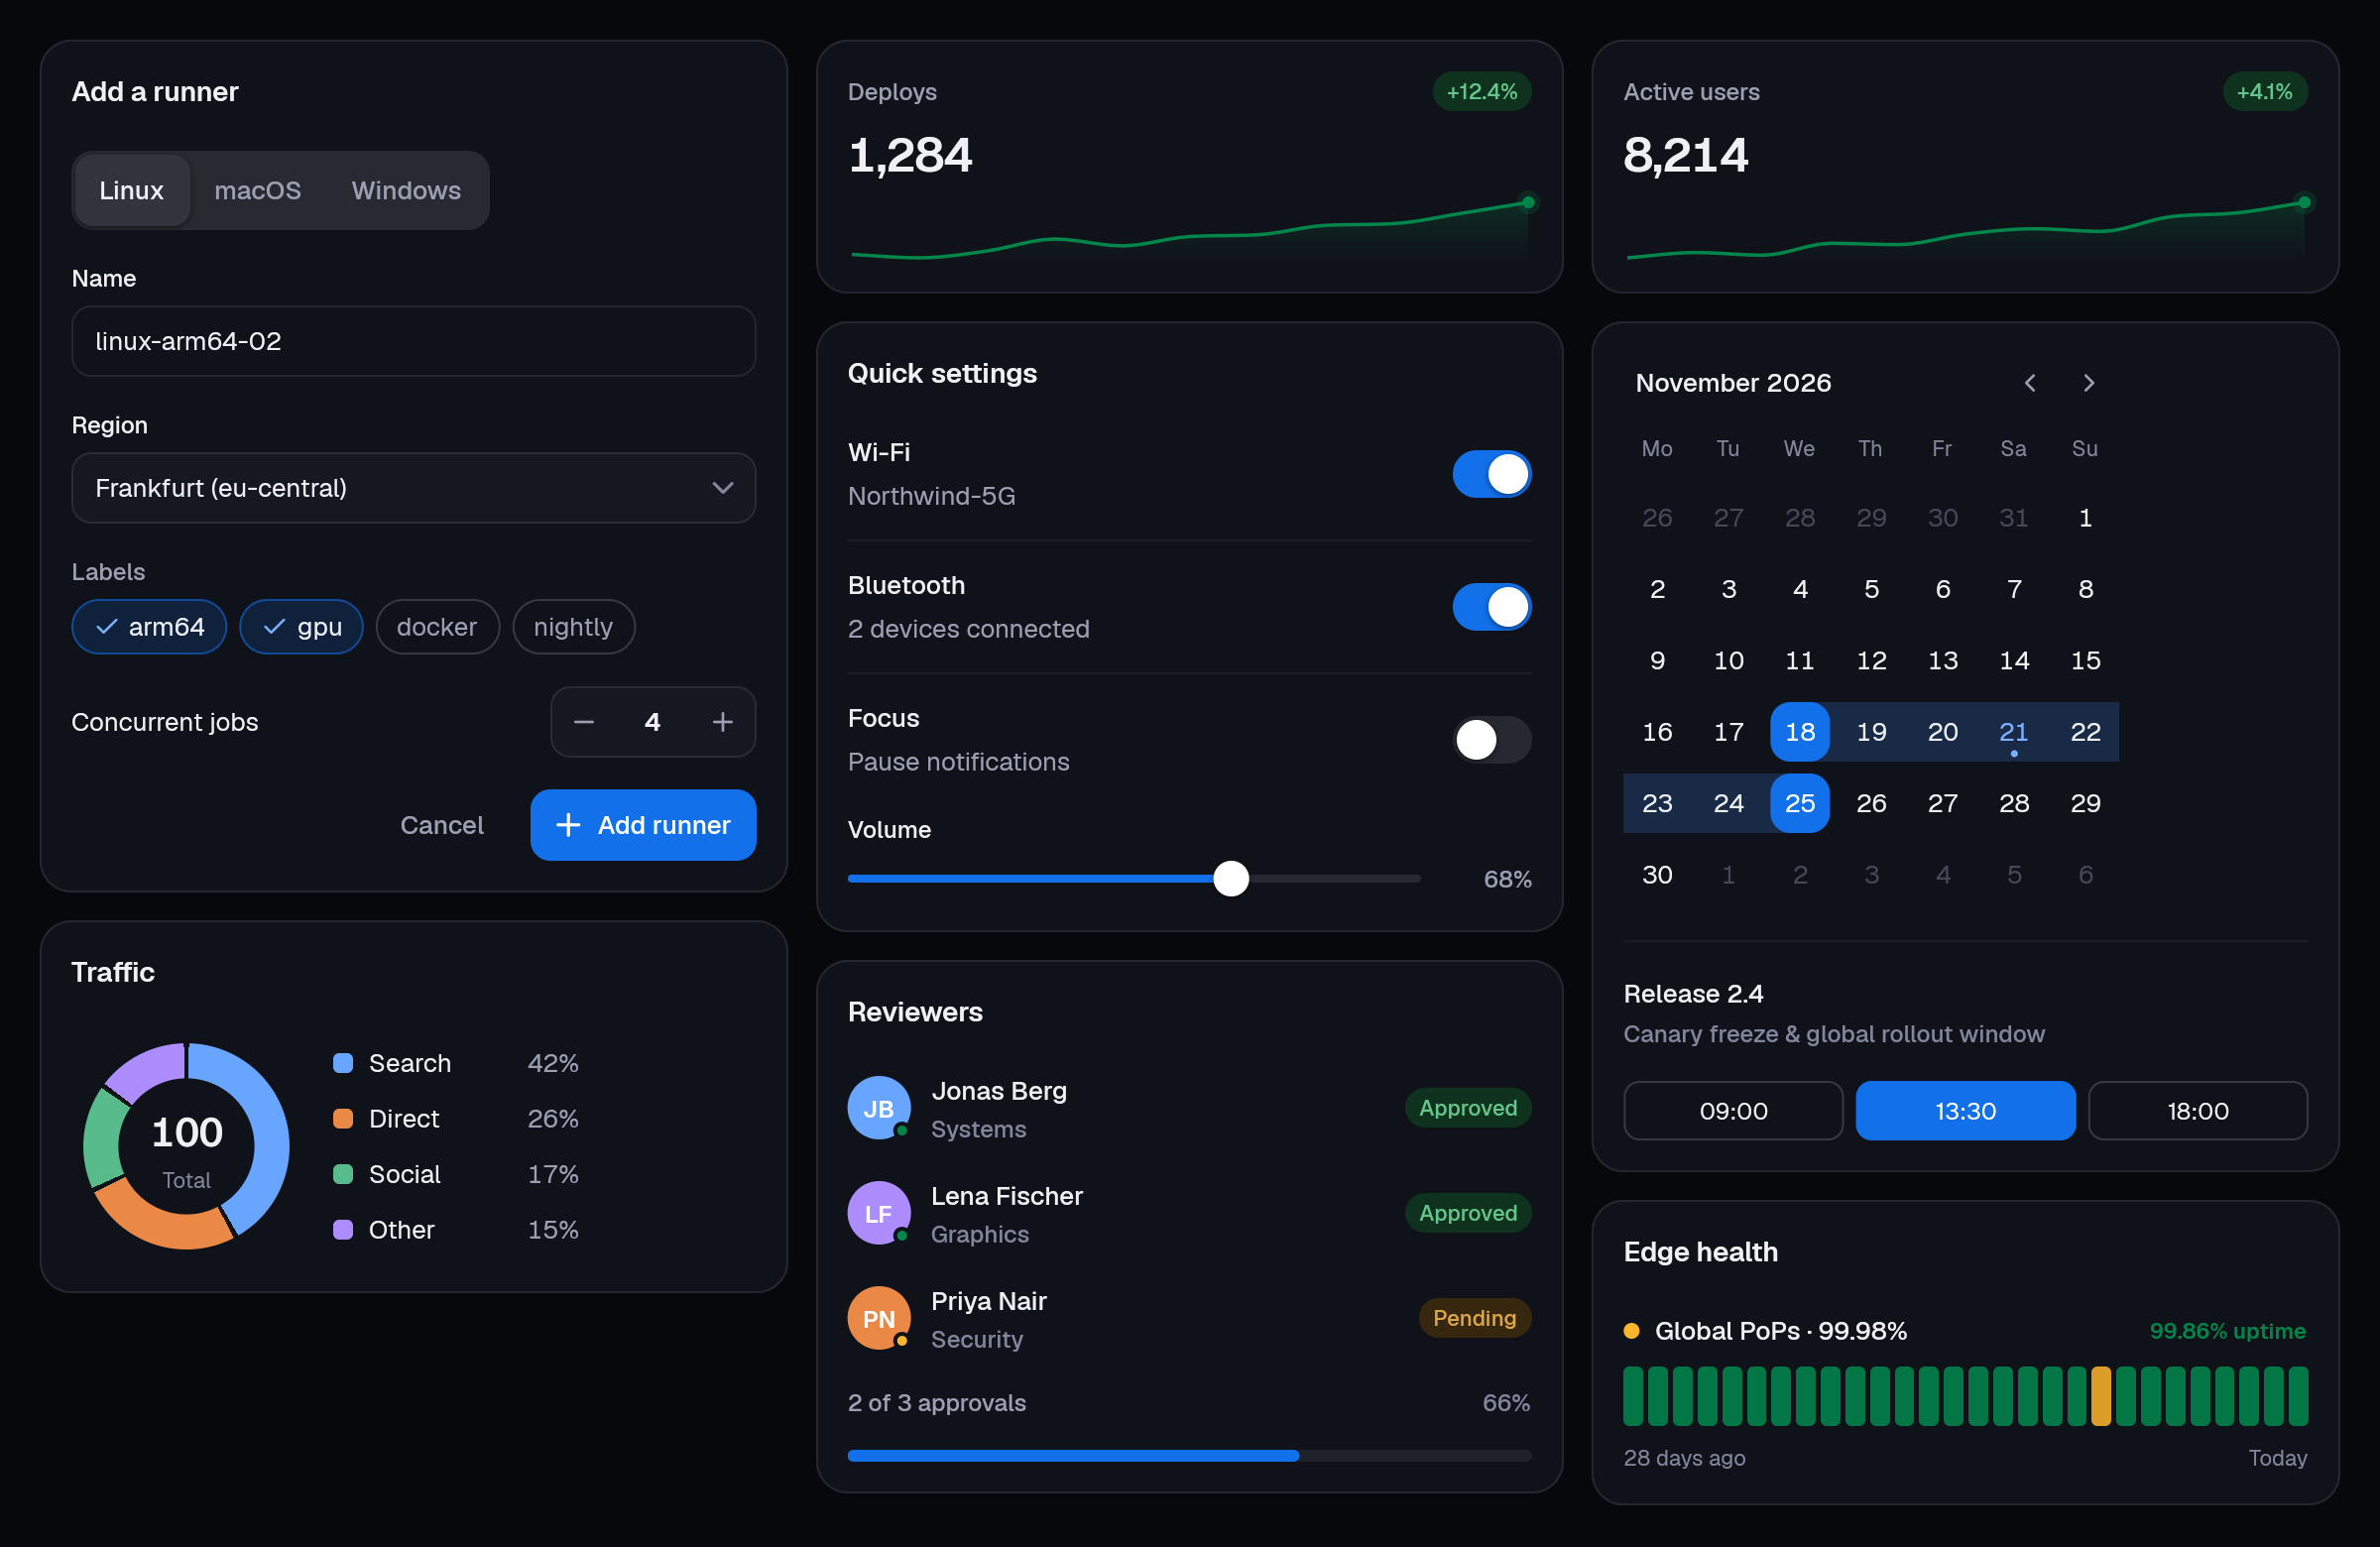 Add a runner
Linux macOS Windows
Name
linux-arm64-02
Region
Frankfurt (eu-central)
Labels
arm64 gpu docker nightly
Concurrent jobs 4
Cancel Add runner
Traffic
100
Total
Search 42%
Direct 26%
Social 17%
Other 15%
Deploys +12.4%
1,284
Quick settings
Wi-Fi
Northwind-5G
Bluetooth
2 devices connected
Focus
Pause notifications
Volume
68%
Reviewers
JB Jonas Berg
Systems
Approved
LF Lena Fischer
Graphics
Approved
PN Priya Nair
Security
Pending
2 of 3 approvals 66%
Active users +4.1%
8,214
November 2026
Mo Tu We Th Fr Sa Su
26 27 28 29 30 31 1
2 3 4 5 6 7 8
9 10 11 12 13 14 15
16 17 18 19 20 21 22
23 24 25 26 27 28 29
30 1 2 3 4 5 6
Release 2.4
Canary freeze & global rollout window
09:00 13:30 18:00
Edge health
Global PoPs · 99.98% 99.86% uptime
28 days ago Today